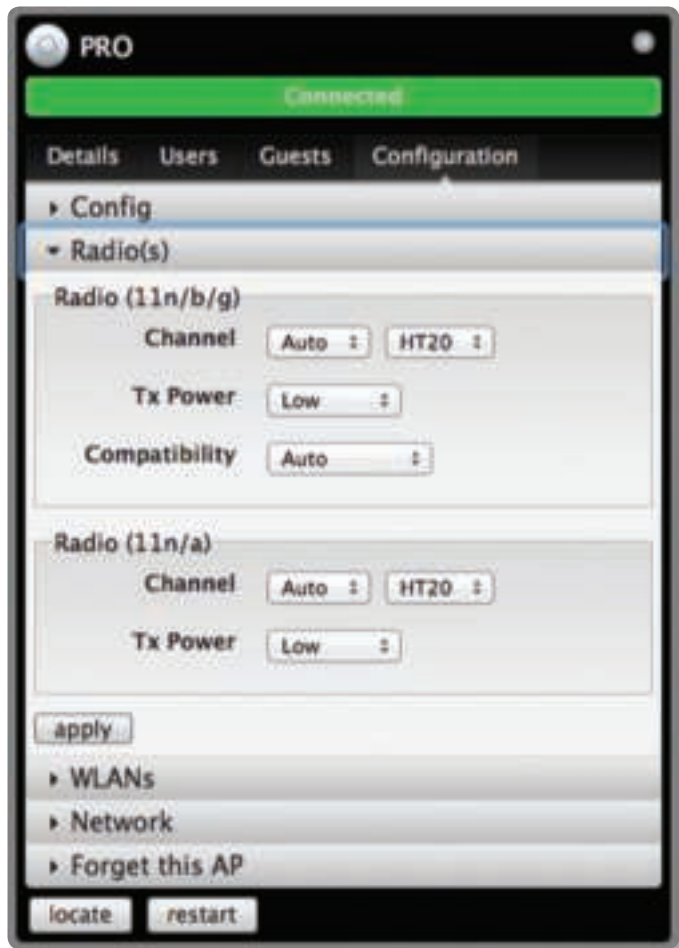 PRO
Connected
Details Users Guests Configuration
Config
Radio(s)
Radio (11n/b/g)
Channel Auto HT20
Tx Power Low
Compatibility Auto
Radio (11n/a)
Channel Auto HT20
Tx Power Low
apply
WLANs
Network
Forget this AP
locate restart